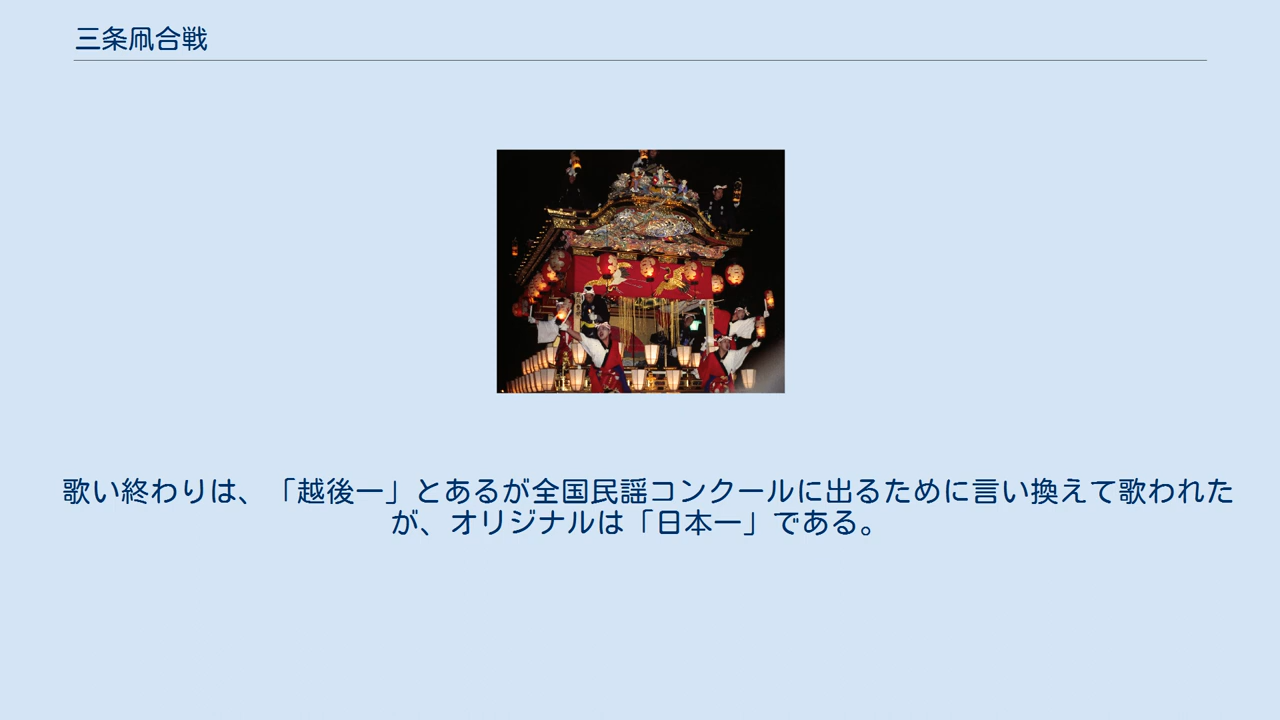 三条凧合戦
歌い終わりは、「越後一」とあるが全国民謡コンクールに出るために言い換えて歌われた
が、オリジナルは「日本一」である。